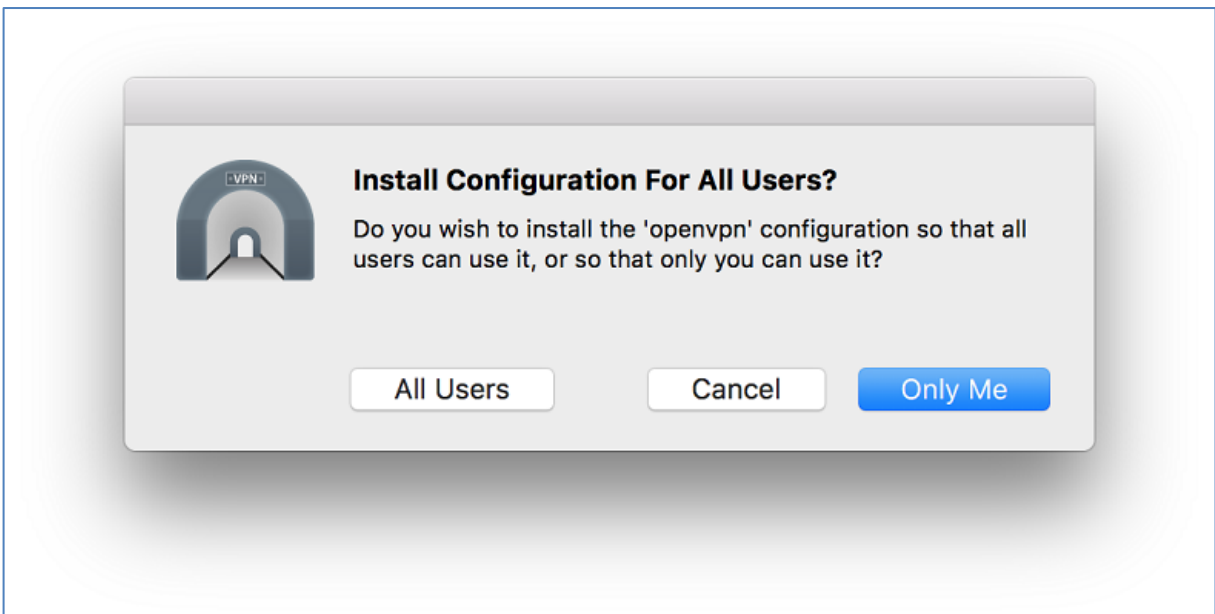 ·VPN·
Install Configuration For All Users?
Do you wish to install the 'openvpn' configuration so that all
users can use it, or so that only you can use it?
All Users
Cancel
Only Me